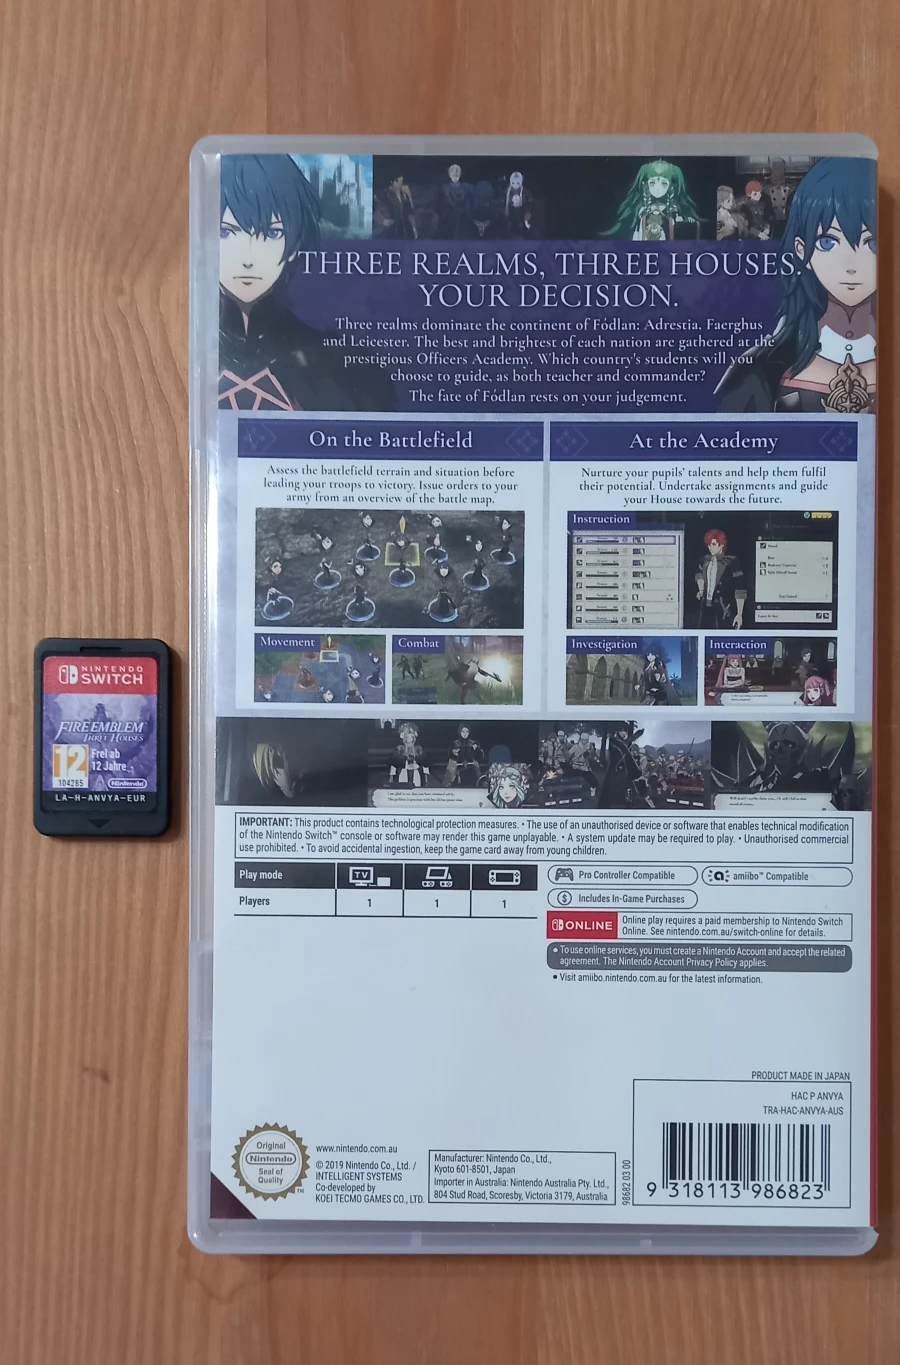 THREE REALMS, THREE HOUSES.
YOUR DECISION.
Three realms dominate the continent of Fódlan: Adrestia, Faerghus
and Leicester. The best and brightest of each nation are gathered at the
prestigious Officers Academy. Which country's students will you
choose to guide, as both teacher and commander?
The fate of Fódlan rests on your judgement.
On the Battlefield
Assess the battlefield terrain and situation before
leading your troops to victory. Issue orders to your
army from an overview of the battle map.
Movement
Combat
At the Academy
Nurture your pupils' talents and help them fulfil
their potential. Undertake assignments and guide
your House towards the future.
Instruction
Investigation
Interaction
NINTENDO
SWITCH
FIRE EMBLEM
THREE HOUSES
12
104265
Frei ab
12 Jahre
Nintendo
LA-H-ANVYA-EUR
IMPORTANT: This product contains technological protection measures. • The use of an unauthorised device or software that enables technical modification
of the Nintendo Switch™ console or software may render this game unplayable. • A system update may be required to play. • Unauthorised commercial
use prohibited. • To avoid accidental ingestion, keep the game card away from young children.
Play mode
TV
Players
1
1
1
Pro Controller Compatible
amiibo™ Compatible
$ Includes In-Game Purchases
ONLINE
Online play requires a paid membership to Nintendo Switch
Online. See nintendo.com.au/switch-online for details.
• To use online services, you must create a Nintendo Account and accept the related
agreement. The Nintendo Account Privacy Policy applies.
• Visit amiibo.nintendo.com.au for the latest information.
PRODUCT MADE IN JAPAN
HAC P ANVYA
TRA-HAC-ANVYA-AUS
9 318113 986823
98682 03 00
Original
Nintendo
Seal of
Quality
TM
www.nintendo.com.au
© 2019 Nintendo Co., Ltd. /
INTELLIGENT SYSTEMS
Co-developed by
KOEI TECMO GAMES CO., LTD.
Manufacturer: Nintendo Co., Ltd.,
Kyoto 601-8501, Japan
Importer in Australia: Nintendo Australia Pty. Ltd.,
804 Stud Road, Scoresby, Victoria 3179, Australia